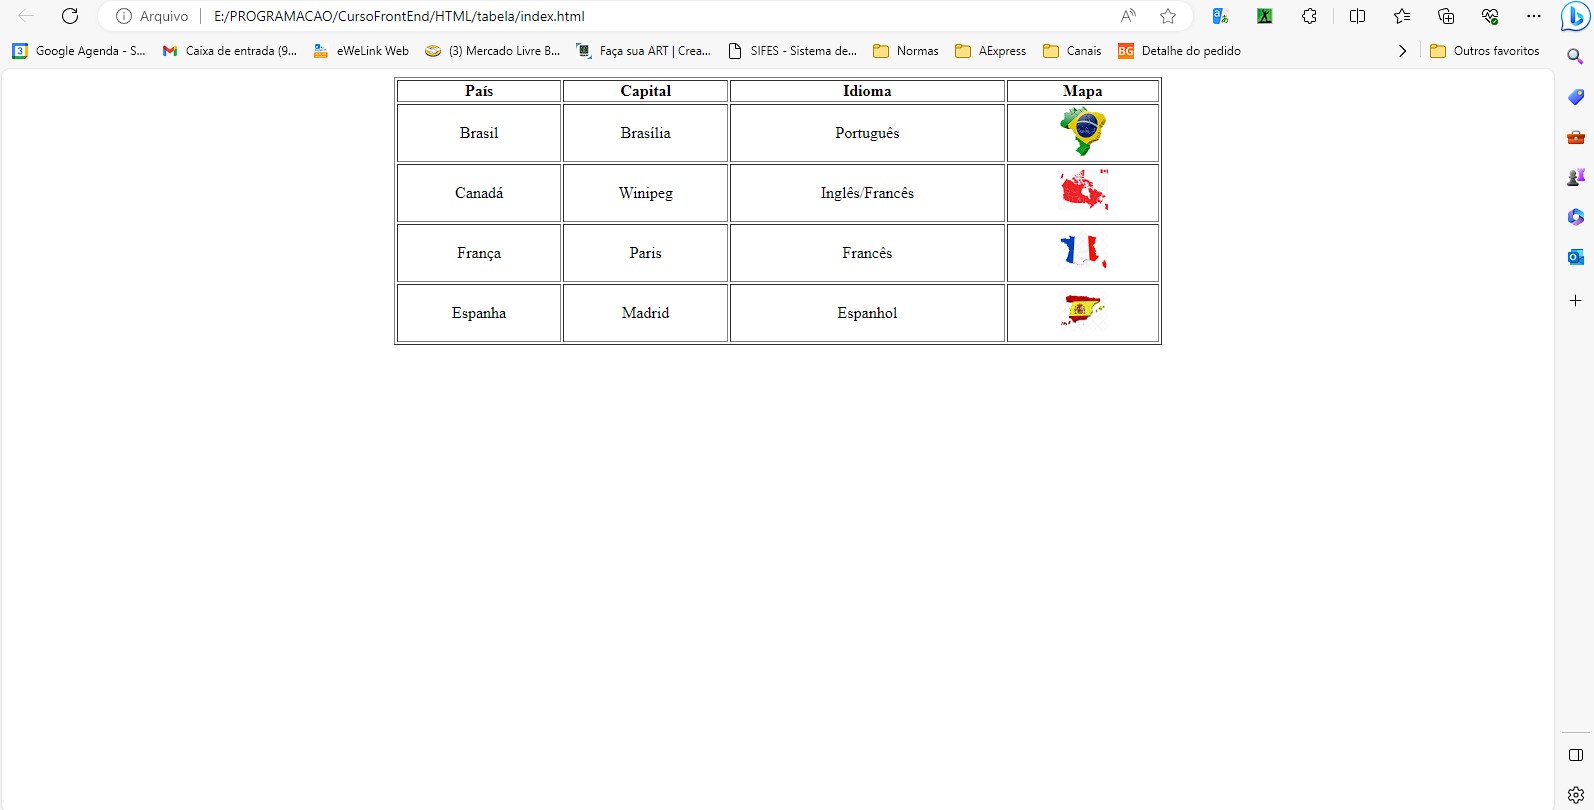 Arquivo E:/PROGRAMACAO/CursoFrontEnd/HTML/tabela/index.html
Google Agenda - S... Caixa de entrada (9... eWeLink Web (3) Mercado Livre B... Faça sua ART | Crea... SIFES - Sistema de... Normas AExpress Canais BG Detalhe do pedido Outros favoritos
País Capital Idioma Mapa
Brasil Brasília Português
Canadá Winipeg Inglês/Francês
França Paris Francês
Espanha Madrid Espanhol